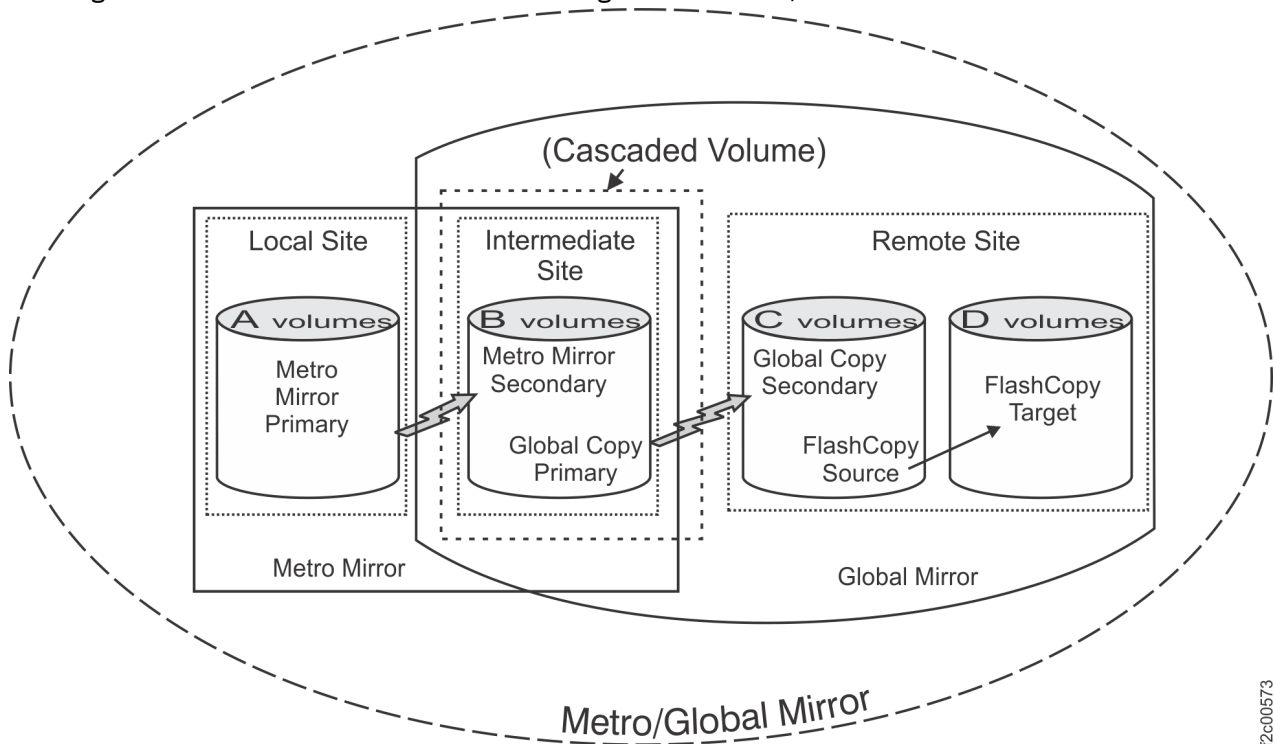 (Cascaded Volume)
Local Site
Intermediate
Site
Remote Site
A volumes
B volumes
C volumes
D volumes
Metro
Mirror
Primary
Metro Mirror
Secondary
Global Copy
Primary
Global Copy
Secondary
FlashCopy
Source
FlashCopy
Target
Metro Mirror
Global Mirror
Metro/Global Mirror
f2c00573